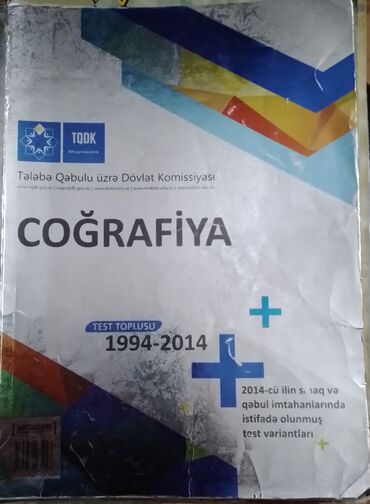 TQDK
Tələbə Qəbulu üzrə Dövlət Komissiyası
COĞRAFİYA
TEST TOPLUSU
1994-2014
2014-cü ilin sınaq və
qəbul imtahanlarında
istifadə olunmuş
test variantları